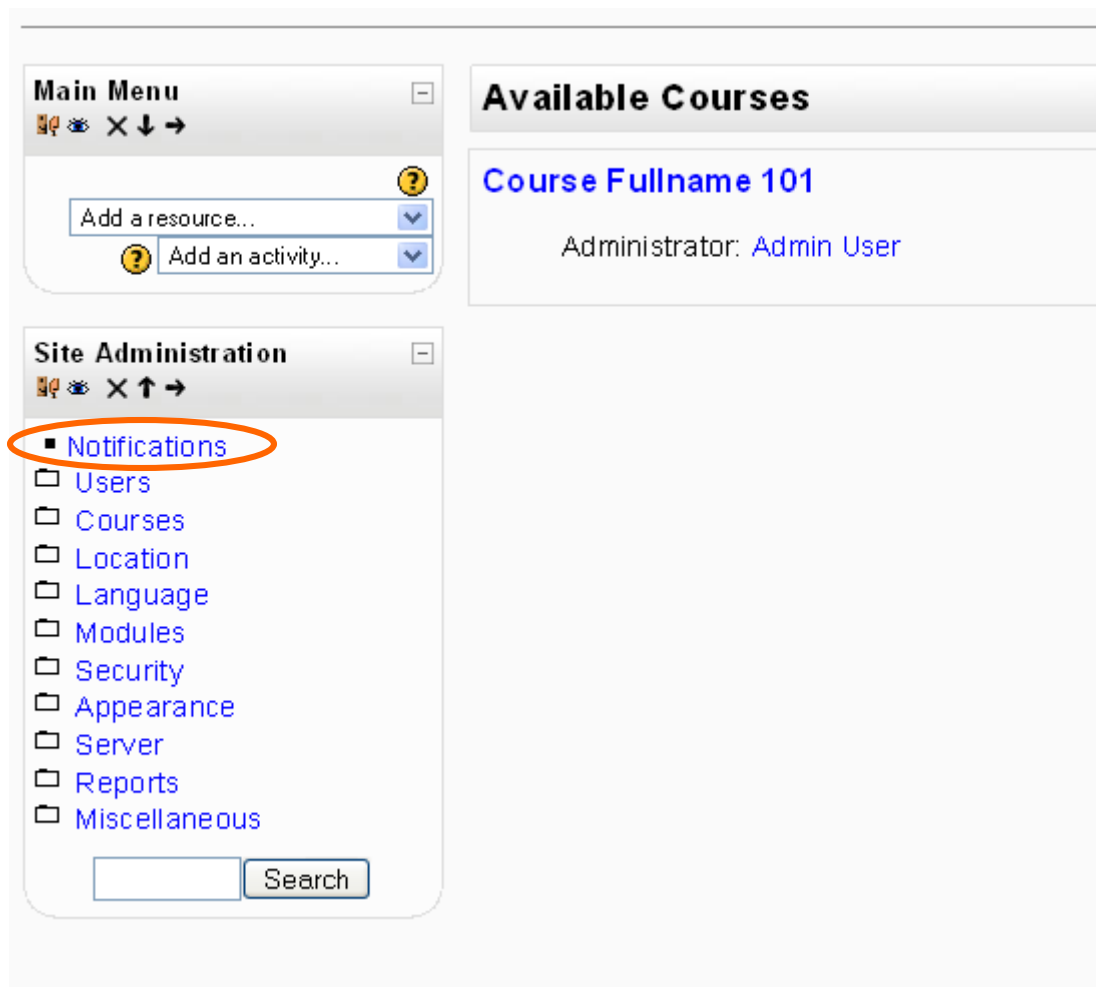 Main Menu
Add a resource...
Add an activity...
Site Administration
Notifications
Users
Courses
Location
Language
Modules
Security
Appearance
Server
Reports
Miscellaneous
Search
Available Courses
Course Fullname 101
Administrator: Admin User